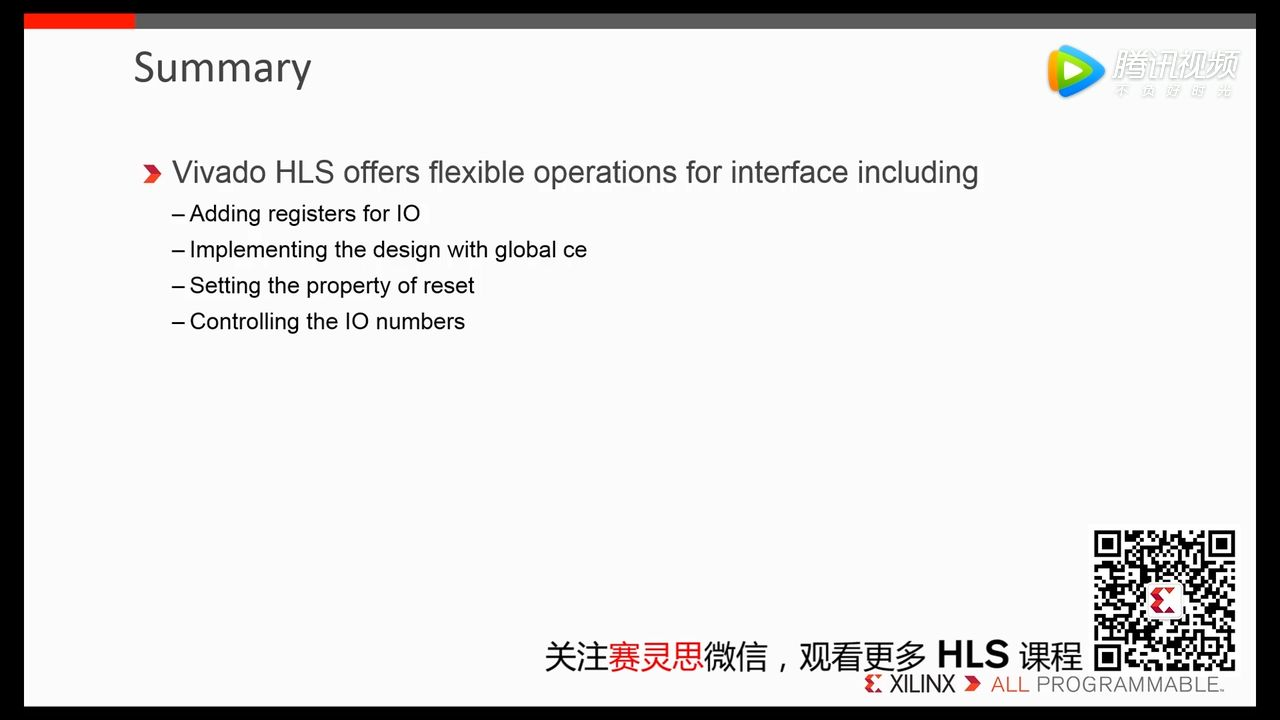 Summary
腾讯视频
不负好时光
Vivado HLS offers flexible operations for interface including
– Adding registers for IO
– Implementing the design with global ce
– Setting the property of reset
– Controlling the IO numbers
关注赛灵思微信，观看更多 HLS 课程
XILINX ALL PROGRAMMABLE™